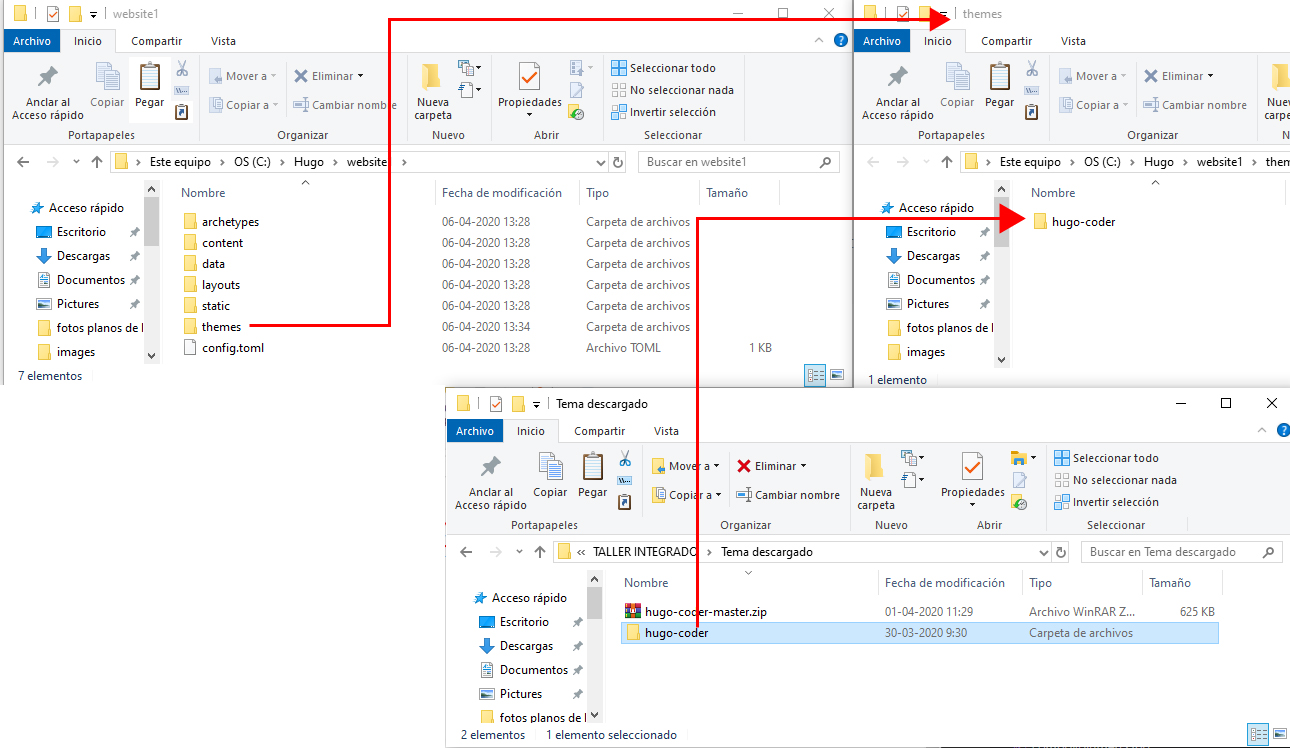 website1
Archivo Inicio Compartir Vista
Anclar al Acceso rápido
Copiar
Pegar
Mover a
Copiar a
Eliminar
Cambiar nombre
Nueva carpeta
Propiedades
Seleccionar todo
No seleccionar nada
Invertir selección
Portapapeles Organizar Nuevo Abrir Seleccionar
Este equipo > OS (C:) > Hugo > website >
Buscar en website1
Acceso rápido
Escritorio
Descargas
Documentos
Pictures
fotos planos de l
images
Nombre Fecha de modificación Tipo Tamaño
archetypes 06-04-2020 13:28 Carpeta de archivos
content 06-04-2020 13:28 Carpeta de archivos
data 06-04-2020 13:28 Carpeta de archivos
layouts 06-04-2020 13:28 Carpeta de archivos
static 06-04-2020 13:28 Carpeta de archivos
themes 06-04-2020 13:34 Carpeta de archivos
config.toml 06-04-2020 13:28 Archivo TOML 1 KB
7 elementos
themes
Archivo Inicio Compartir Vista
Anclar al Acceso rápido
Copiar
Pegar
Mover a
Copiar a
Eliminar
Cambiar nombre
Portapapeles Organizar
Este equipo > OS (C:) > Hugo > website1 >
Acceso rápido
Escritorio
Descargas
Documentos
Pictures
fotos planos de l
images
Nombre
hugo-coder
1 elemento
Tema descargado
Archivo Inicio Compartir Vista
Anclar al Acceso rápido
Copiar
Pegar
Mover a
Copiar a
Eliminar
Cambiar nombre
Nueva carpeta
Propiedades
Seleccionar todo
No seleccionar nada
Invertir selección
Portapapeles Organizar Nuevo Abrir Seleccionar
« TALLER INTEGRADO > Tema descargado
Buscar en Tema descargado
Acceso rápido
Escritorio
Descargas
Documentos
Pictures
fotos planos de l
Nombre Fecha de modificación Tipo Tamaño
hugo-coder-master.zip 01-04-2020 11:29 Archivo WinRAR Z... 625 KB
hugo-coder 30-03-2020 9:30 Carpeta de archivos
2 elementos 1 elemento seleccionado